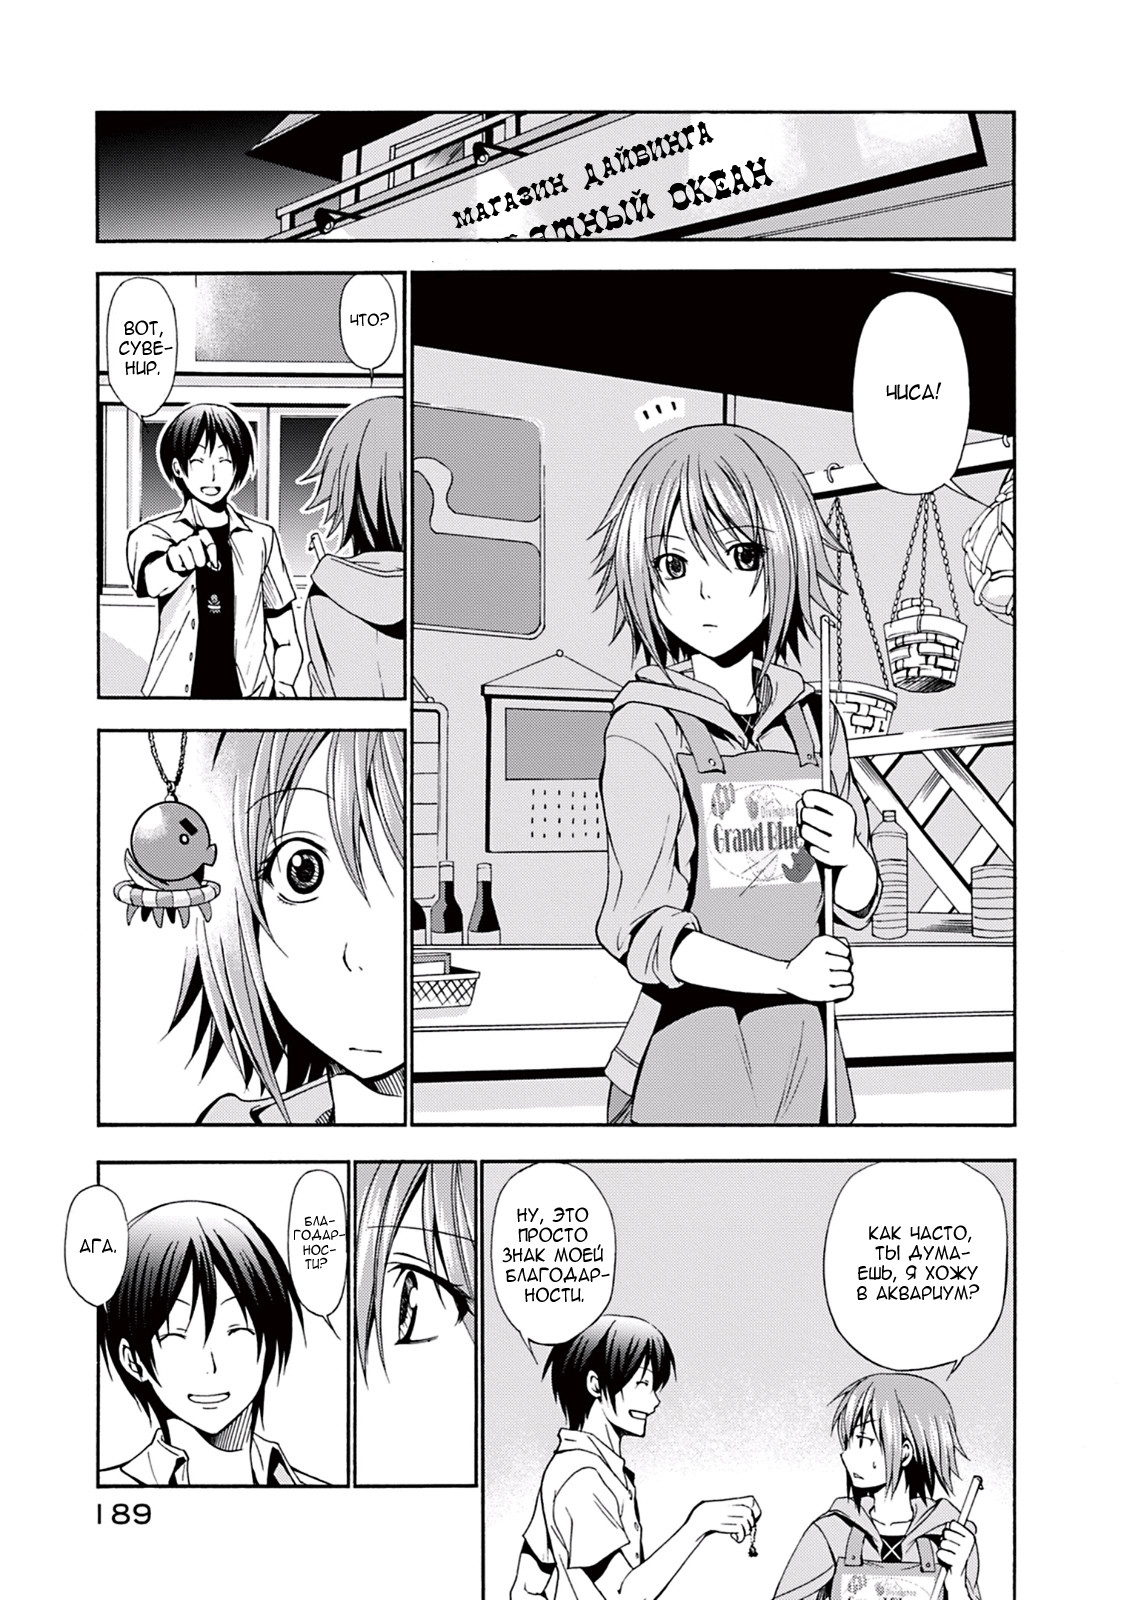 МАГАЗИН ДАЙВИНГА
ОКЕАН
ЧИСА!
ЧТО?
ВОТ,
СУВЕ-
НИР.
Grand Blue
КАК ЧАСТО,
ТЫ ДУМА-
ЕШЬ, Я ХОЖУ
В АКВАРИУМ?
НУ, ЭТО
ПРОСТО
ЗНАК МОЕЙ
БЛАГОДАР-
НОСТИ.
БЛА-
ГОДАР-
НОС-
ТИ?
АГА.
189